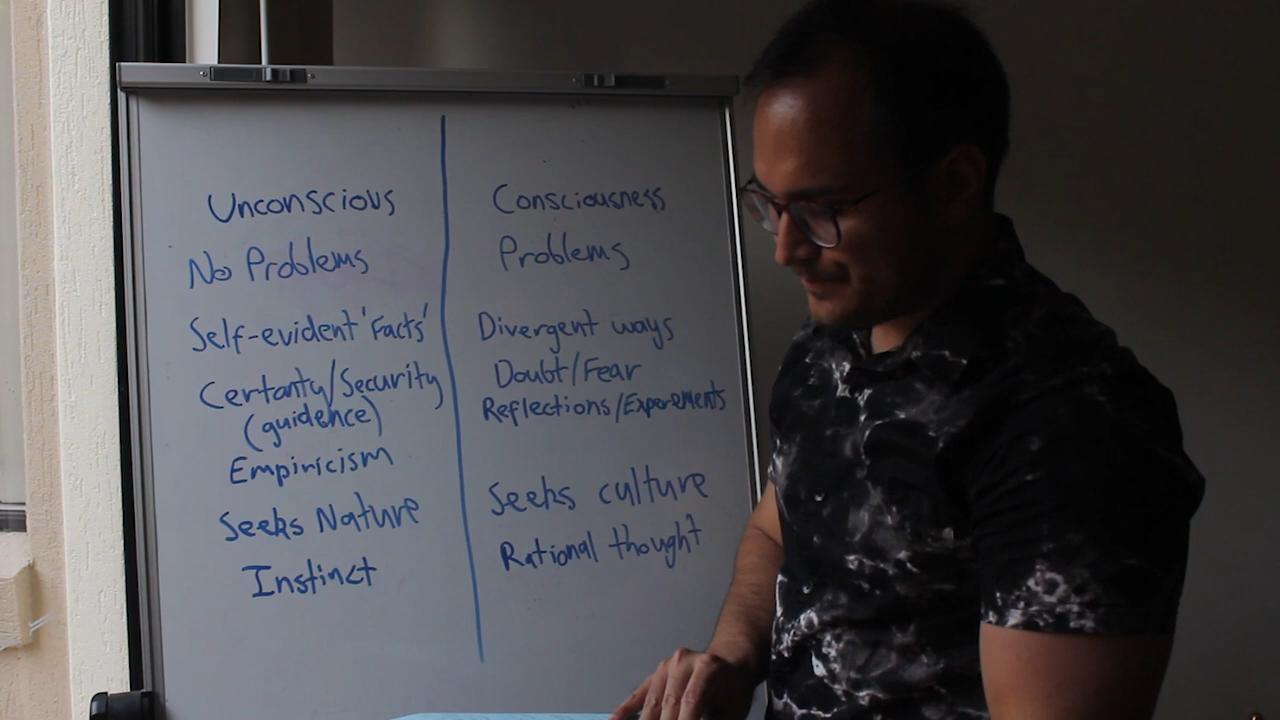 Unconscious
No Problems
Self-evident 'Facts'
Certanty/Security
(guidence)
Empiricism
Seeks Nature
Instinct
Consciousness
Problems
Divergent ways
Doubt/Fear
Reflections/Experements
Seeks culture
Rational thought